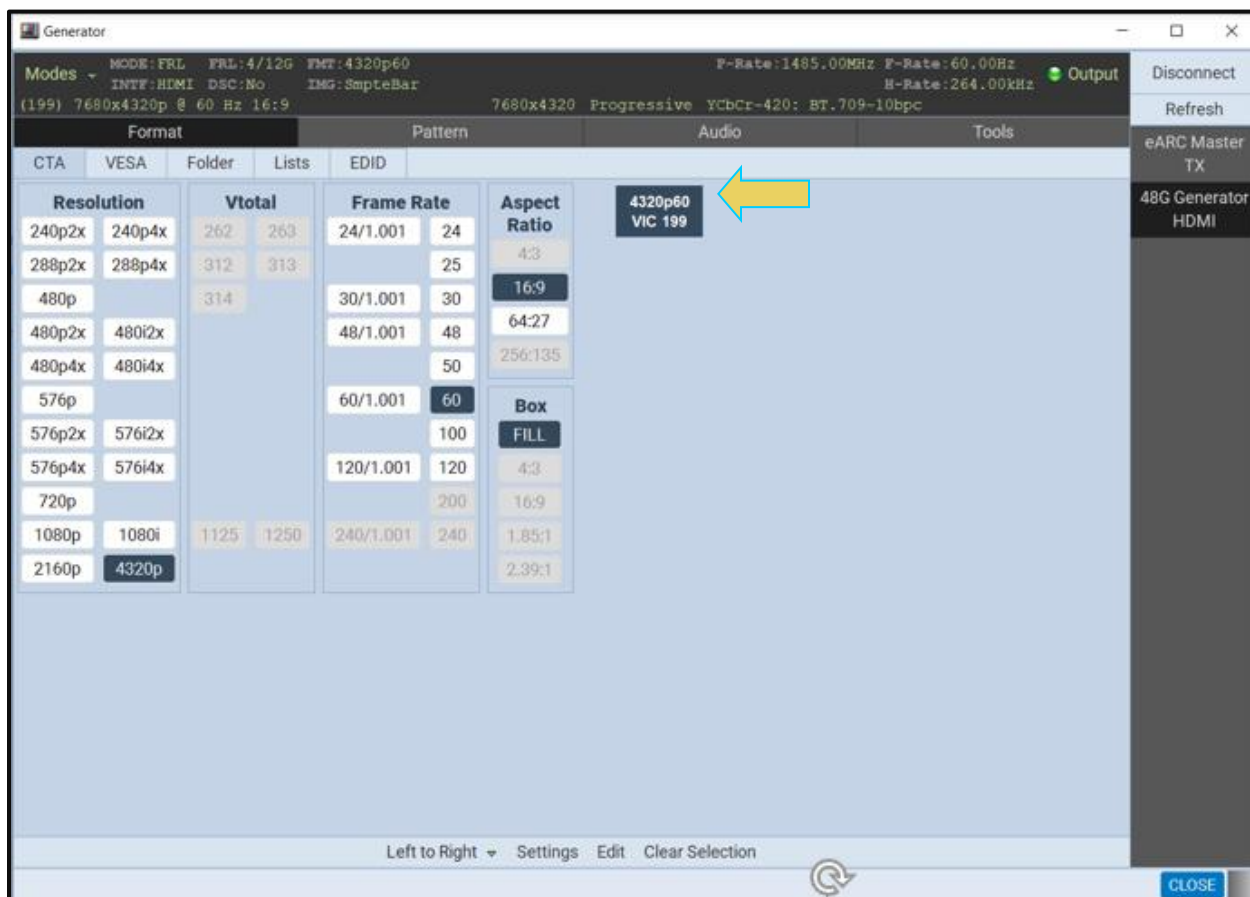 Generator
Modes MODE:FRL FRL:4/12G FMT:4320p60 P-Rate:1485.00MHz F-Rate:60.00Hz Output
INTF:HDMI DSC:No IMG:SmpteBar H-Rate:264.00kHz
(199) 7680x4320p @ 60 Hz 16:9 7680x4320 Progressive YCbCr-420: BT.709-10bpc
Disconnect
Refresh
eARC Master
TX
48G Generator
HDMI
Format Pattern Audio Tools
CTA VESA Folder Lists EDID
Resolution
240p2x 240p4x
288p2x 288p4x
480p
480p2x 480i2x
480p4x 480i4x
576p
576p2x 576i2x
576p4x 576i4x
720p
1080p 1080i
2160p 4320p
Vtotal
262 263
312 313
314
1125 1250
Frame Rate
24/1.001 24
25
30/1.001 30
48/1.001 48
50
60/1.001 60
100
120/1.001 120
200
240/1.001 240
Aspect
Ratio
4:3
16:9
64:27
256:135
Box
FILL
4:3
16:9
1.85:1
2.39:1
4320p60
VIC 199
Left to Right Settings Edit Clear Selection
CLOSE